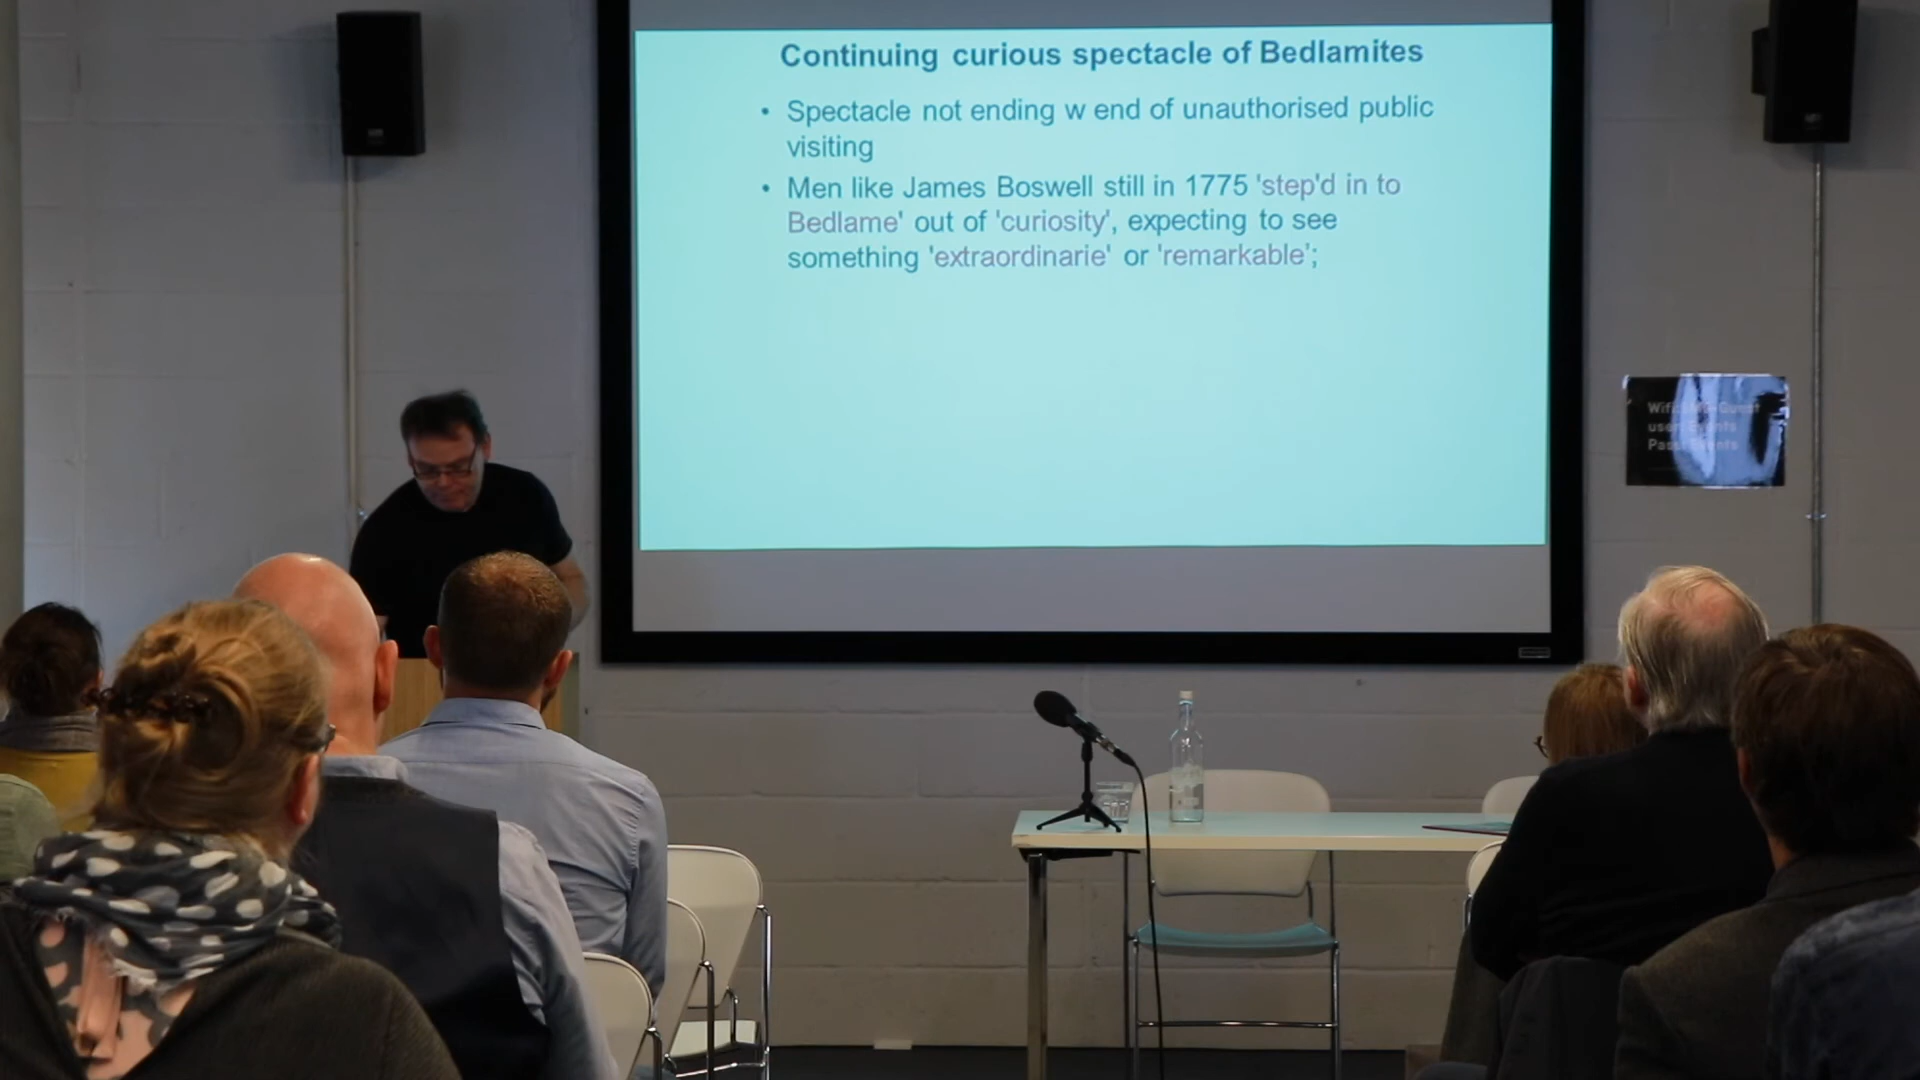 Continuing curious spectacle of Bedlamites
• Spectacle not ending w end of unauthorised public
visiting
• Men like James Boswell still in 1775 'step'd in to
Bedlame' out of 'curiosity', expecting to see
something 'extraordinarie' or 'remarkable';
Wifi